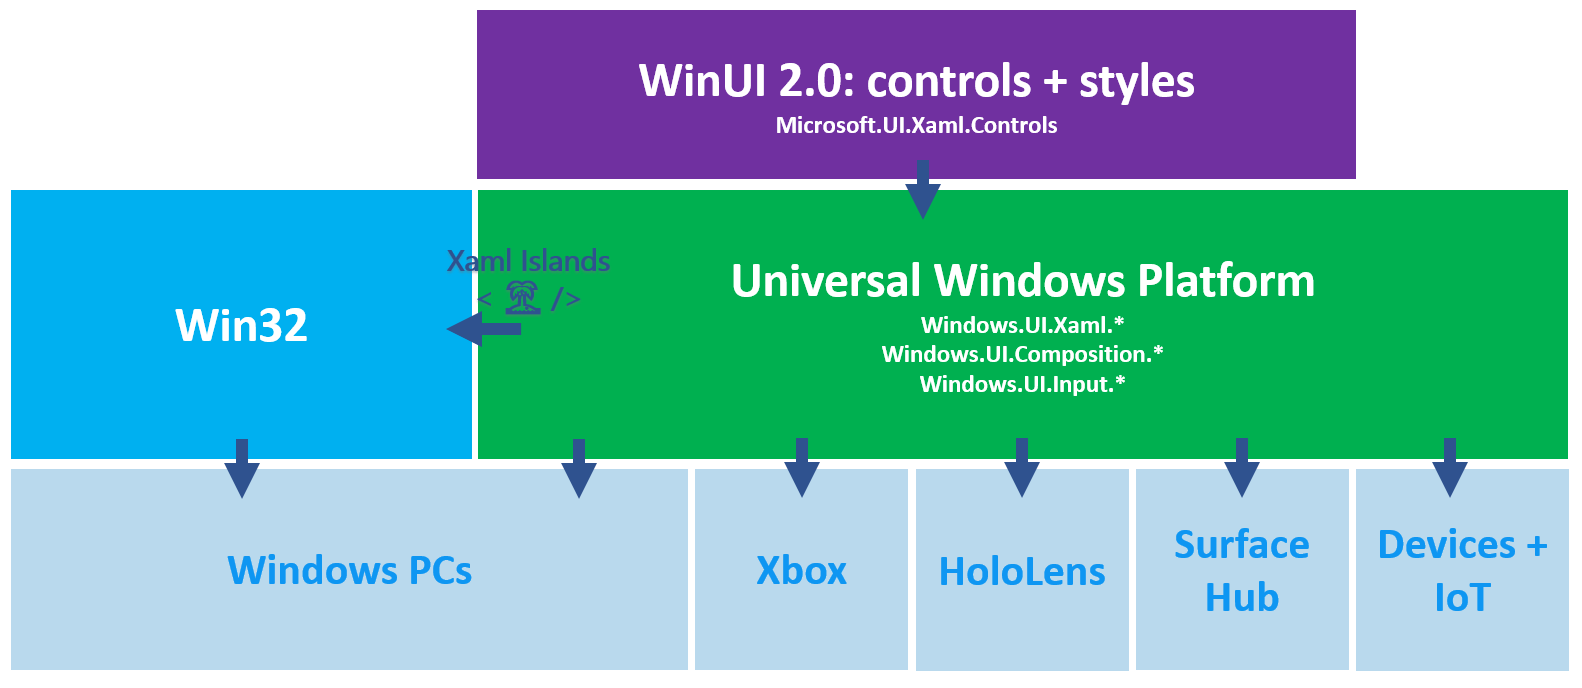 WinUI 2.0: controls + styles
Microsoft.UI.Xaml.Controls
Xaml Islands
< />
Win32
Universal Windows Platform
Windows.UI.Xaml.*
Windows.UI.Composition.*
Windows.UI.Input.*
Windows PCs
Xbox
HoloLens
Surface
Hub
Devices +
IoT